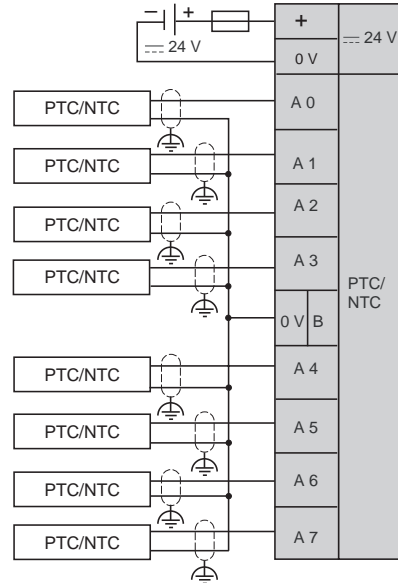 − +
⎓ 24 V
+
0 V
⎓ 24 V
PTC/NTC
A 0
PTC/NTC
A 1
PTC/NTC
A 2
PTC/NTC
A 3
PTC/
NTC
0 V B
PTC/NTC
A 4
PTC/NTC
A 5
PTC/NTC
A 6
PTC/NTC
A 7